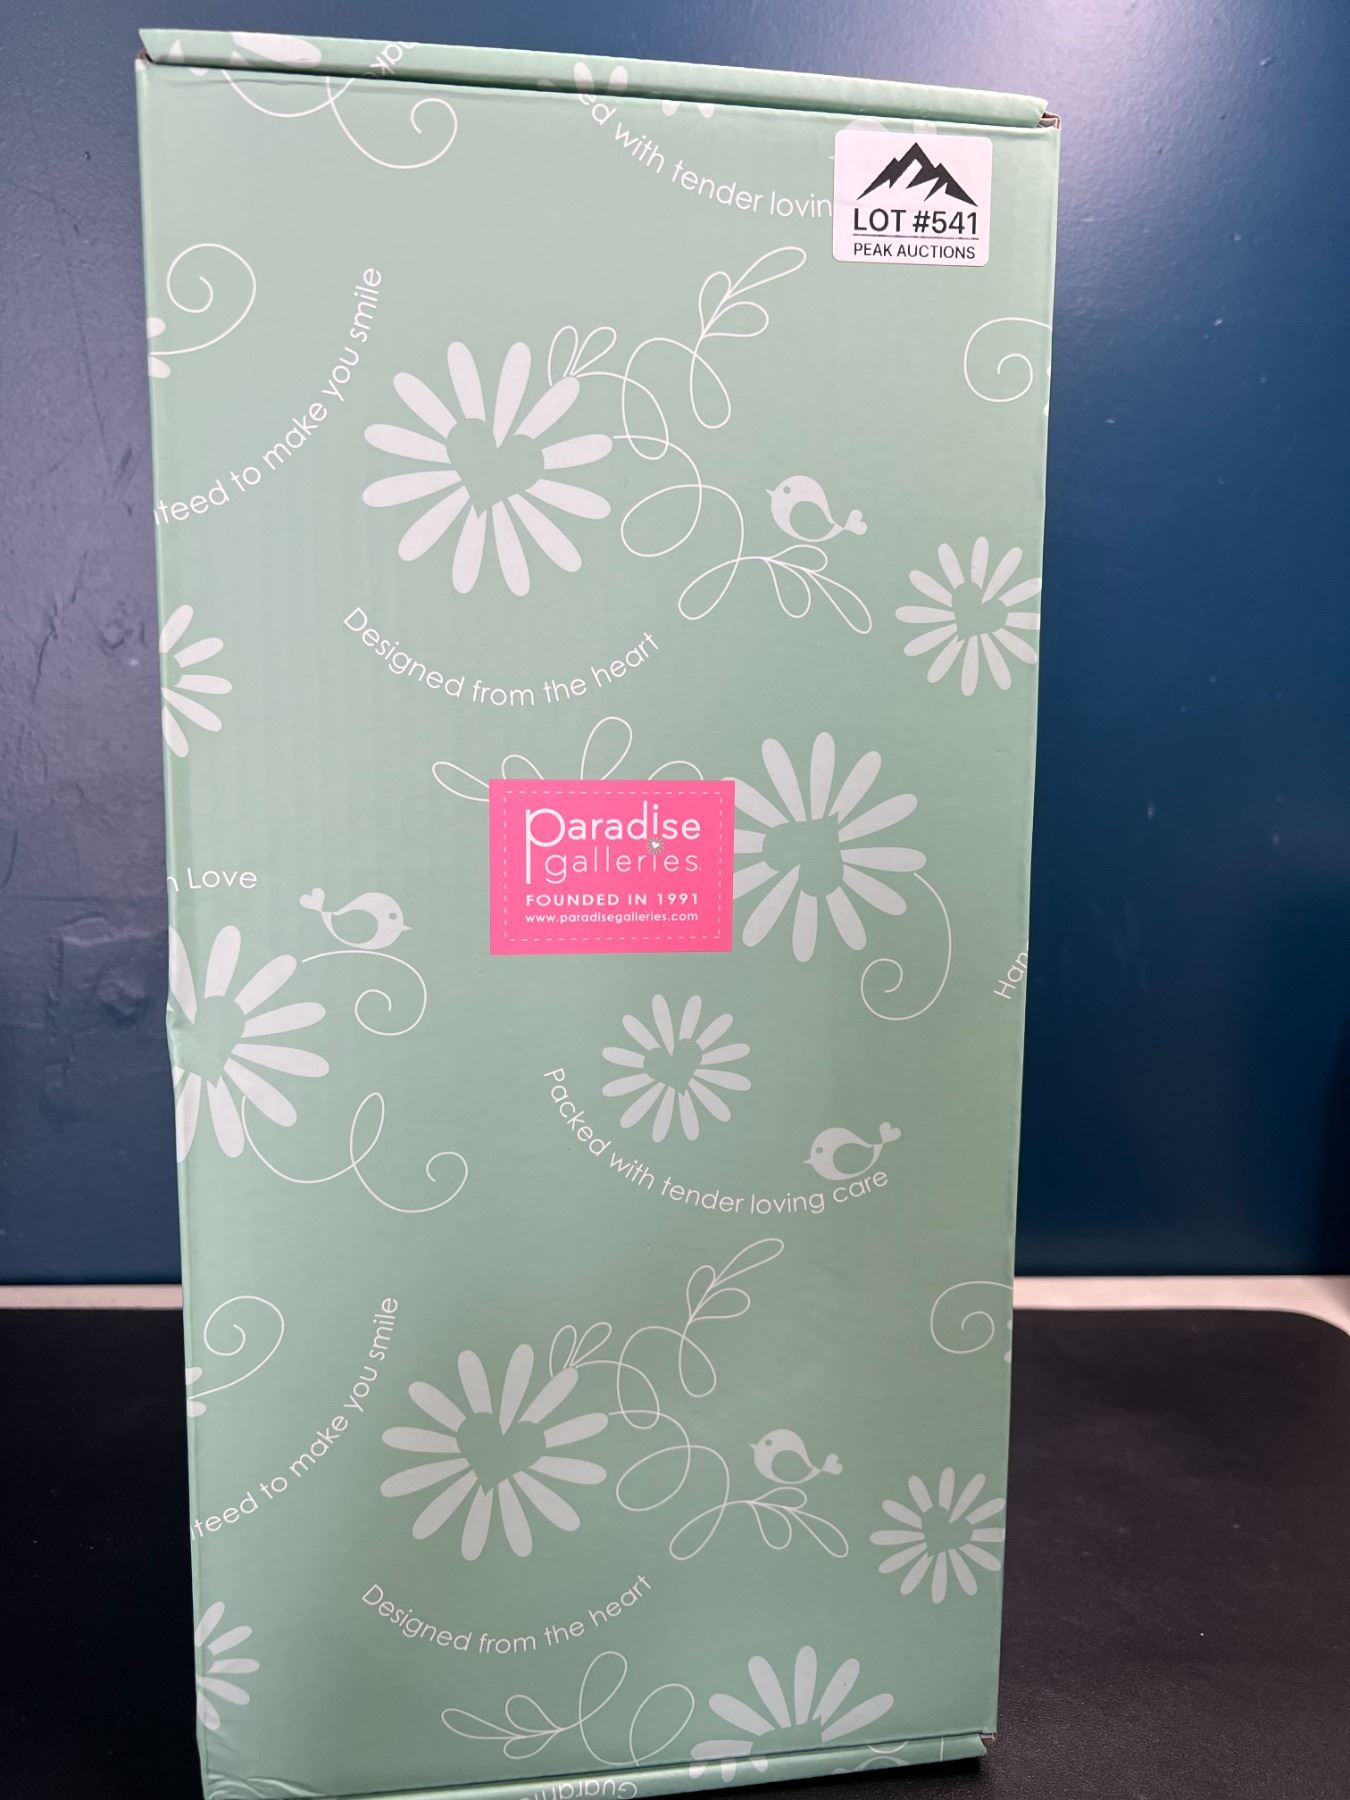 ed with tender lovin
LOT #541
PEAK AUCTIONS
teed to make you smile
Designed from the heart
paradise
galleries
FOUNDED IN 1991
www.paradisegalleries.com
Love
Han
Packed with tender loving care
teed to make you smile
Designed from the heart